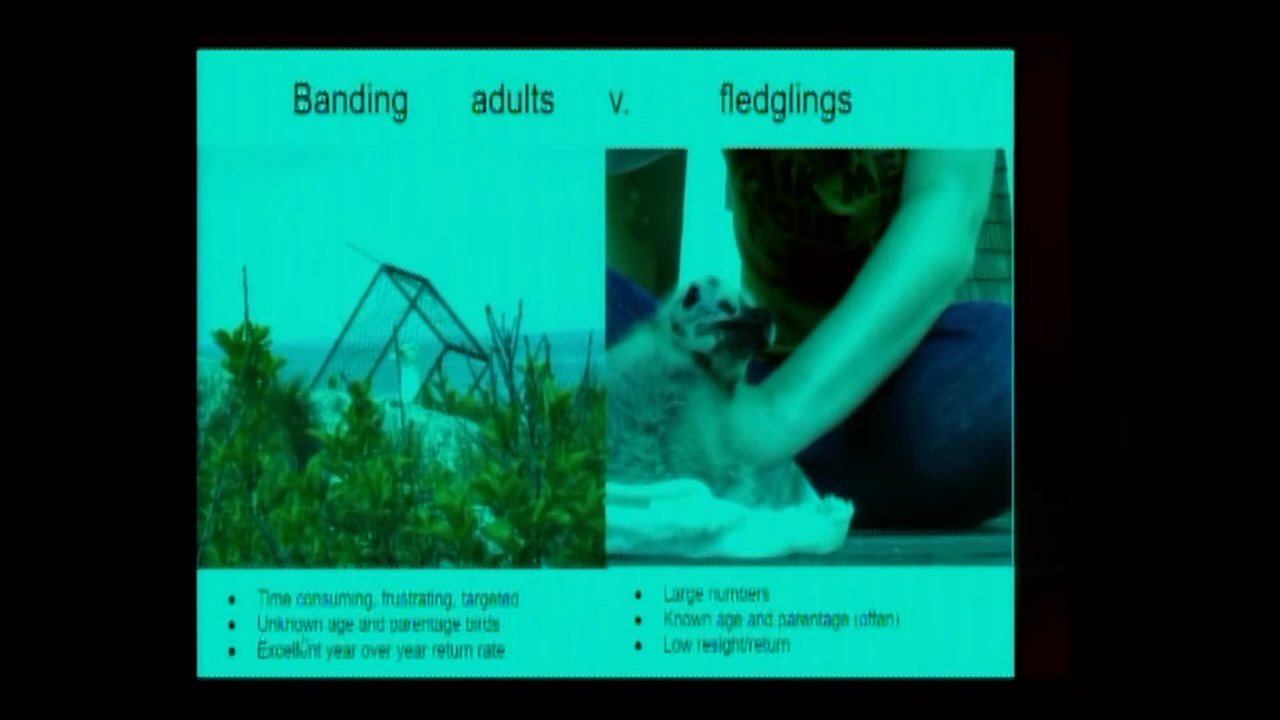 Banding adults v. fledglings
Time consuming, frustrating, targeted
Unknown age and parentage birds
Excellent year over year return rate
Large numbers
Known age and parentage (often)
Low resight/return